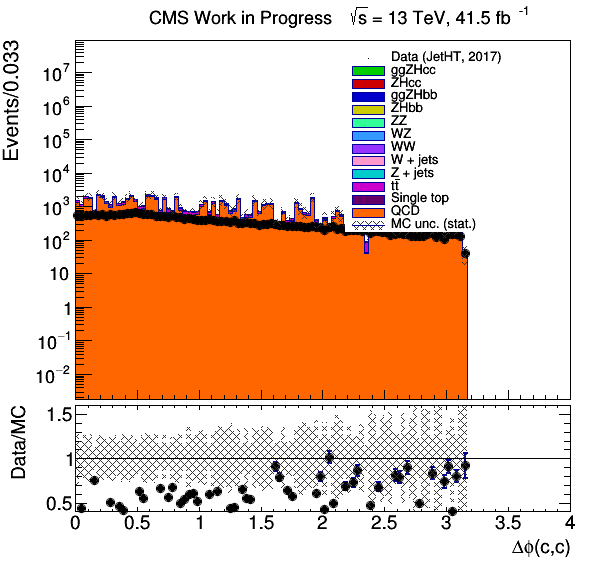 CMS Work in Progress √s = 13 TeV, 41.5 fb⁻¹
Events/0.033
10⁷
10⁶
10⁵
10⁴
10³
10²
10
1
10⁻¹
10⁻²
Data (JetHT, 2017)
ggZHcc
ZHcc
ggZHbb
ZHbb
ZZ
WZ
WW
W + jets
Z + jets
tt̄
Single top
QCD
MC unc. (stat.)
Data/MC
1.5
1
0.5
0 0.5 1 1.5 2 2.5 3 3.5 4
Δϕ(c,c)